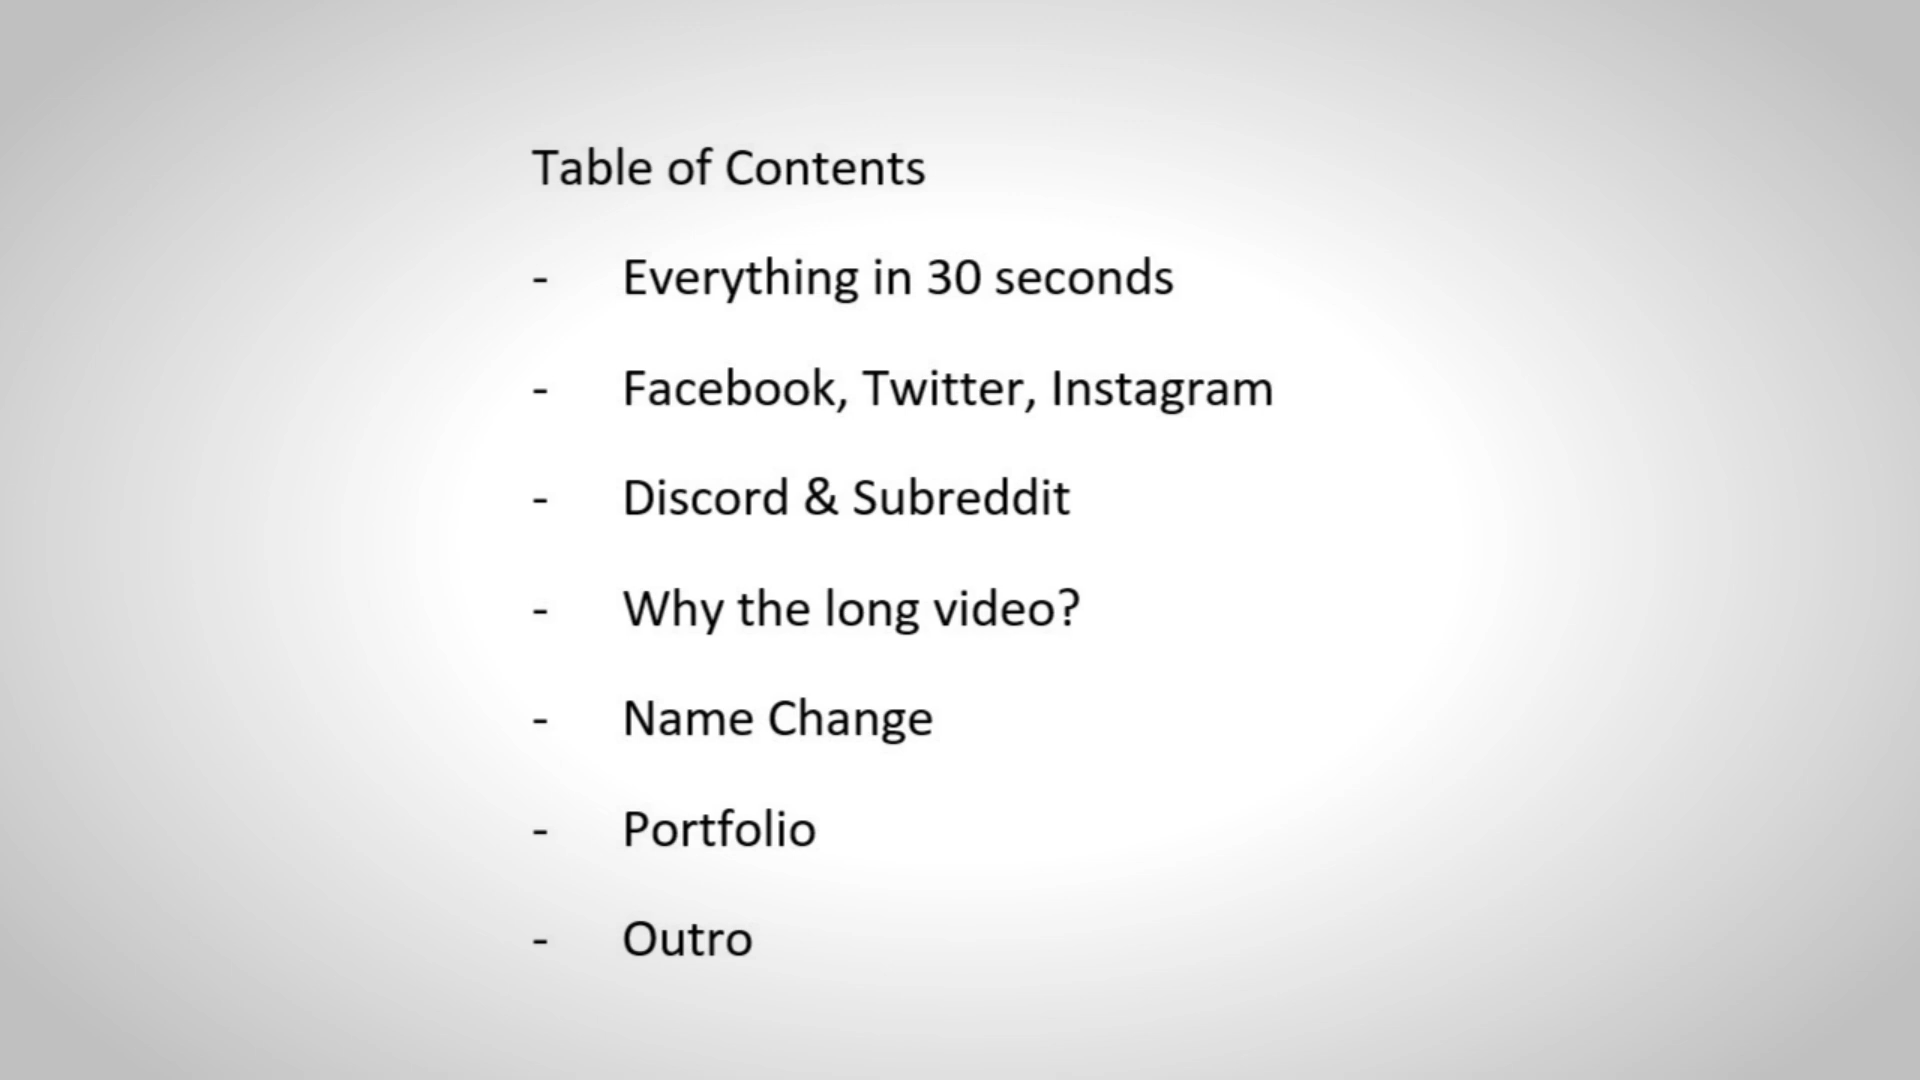 Table of Contents
- Everything in 30 seconds
- Facebook, Twitter, Instagram
- Discord & Subreddit
- Why the long video?
- Name Change
- Portfolio
- Outro